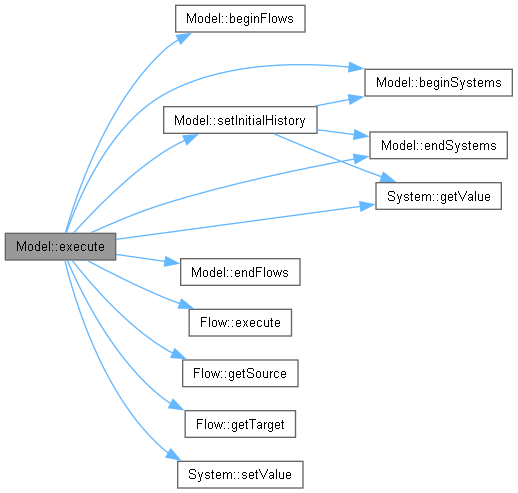 Model::beginFlows
Model::beginSystems
Model::setInitialHistory
Model::endSystems
System::getValue
Model::execute
Model::endFlows
Flow::execute
Flow::getSource
Flow::getTarget
System::setValue